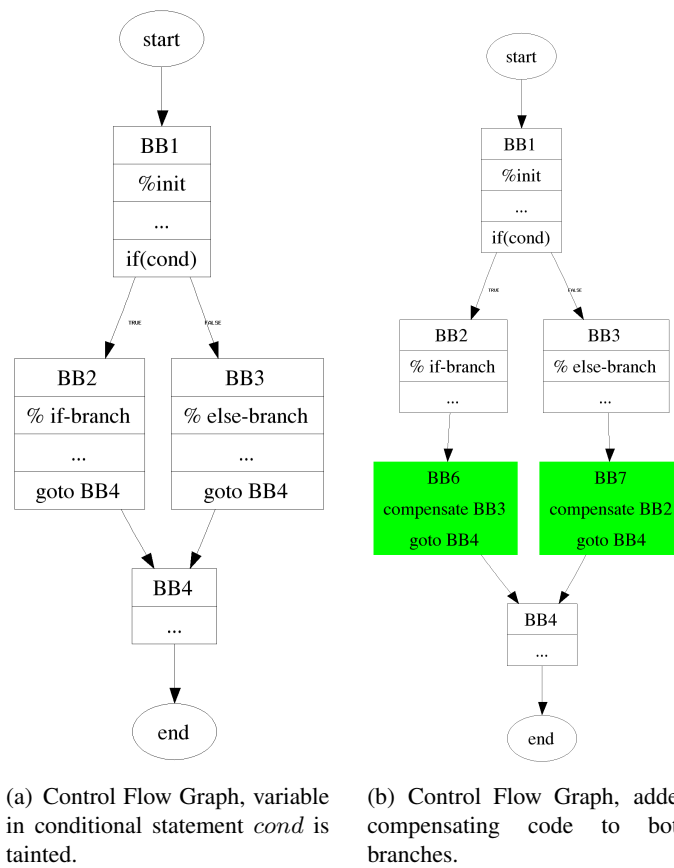 start
BB1
%init
...
if(cond)
TRUE
FALSE
BB2
% if-branch
...
goto BB4
BB3
% else-branch
...
goto BB4
BB4
...
end
(a) Control Flow Graph, variable
in conditional statement cond is
tainted.
start
BB1
%init
...
if(cond)
TRUE
FALSE
BB2
% if-branch
...
BB3
% else-branch
...
BB6
compensate BB3
goto BB4
BB7
compensate BB2
goto BB4
BB4
...
end
(b) Control Flow Graph, adde
compensating code to bot
branches.